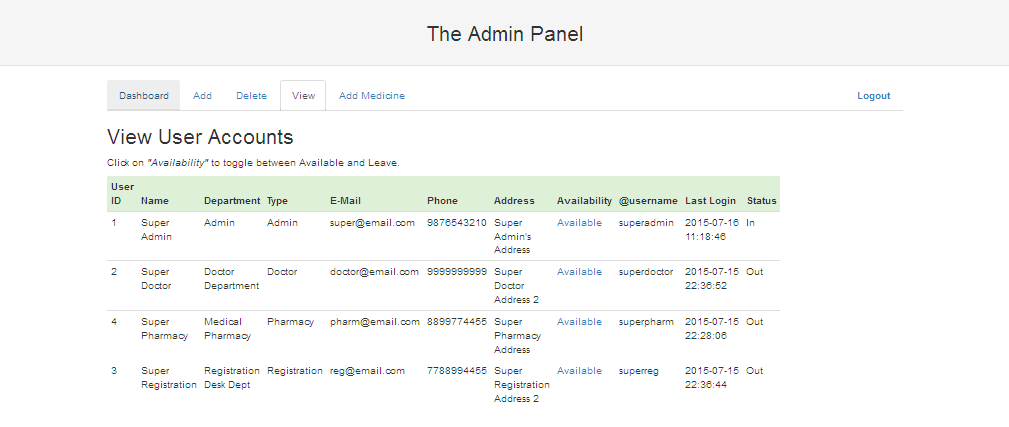 The Admin Panel
Dashboard Add Delete View Add Medicine Logout
View User Accounts
Click on "Availability" to toggle between Available and Leave.
User
ID Name Department Type E-Mail Phone Address Availability @username Last Login Status
1 Super Admin Admin super@email.com 9876543210 Super Available superadmin 2015-07-16 In
Admin Admin's 11:18:46
Address
2 Super Doctor Doctor doctor@email.com 9999999999 Super Available superdoctor 2015-07-15 Out
Doctor Department Doctor 22:36:52
Address 2
4 Super Medical Pharmacy pharm@email.com 8899774455 Super Available superpharm 2015-07-15 Out
Pharmacy Pharmacy Pharmacy 22:28:06
Address
3 Super Registration Registration reg@email.com 7788994455 Super Available superreg 2015-07-15 Out
Registration Desk Dept Registration 22:36:44
Address 2